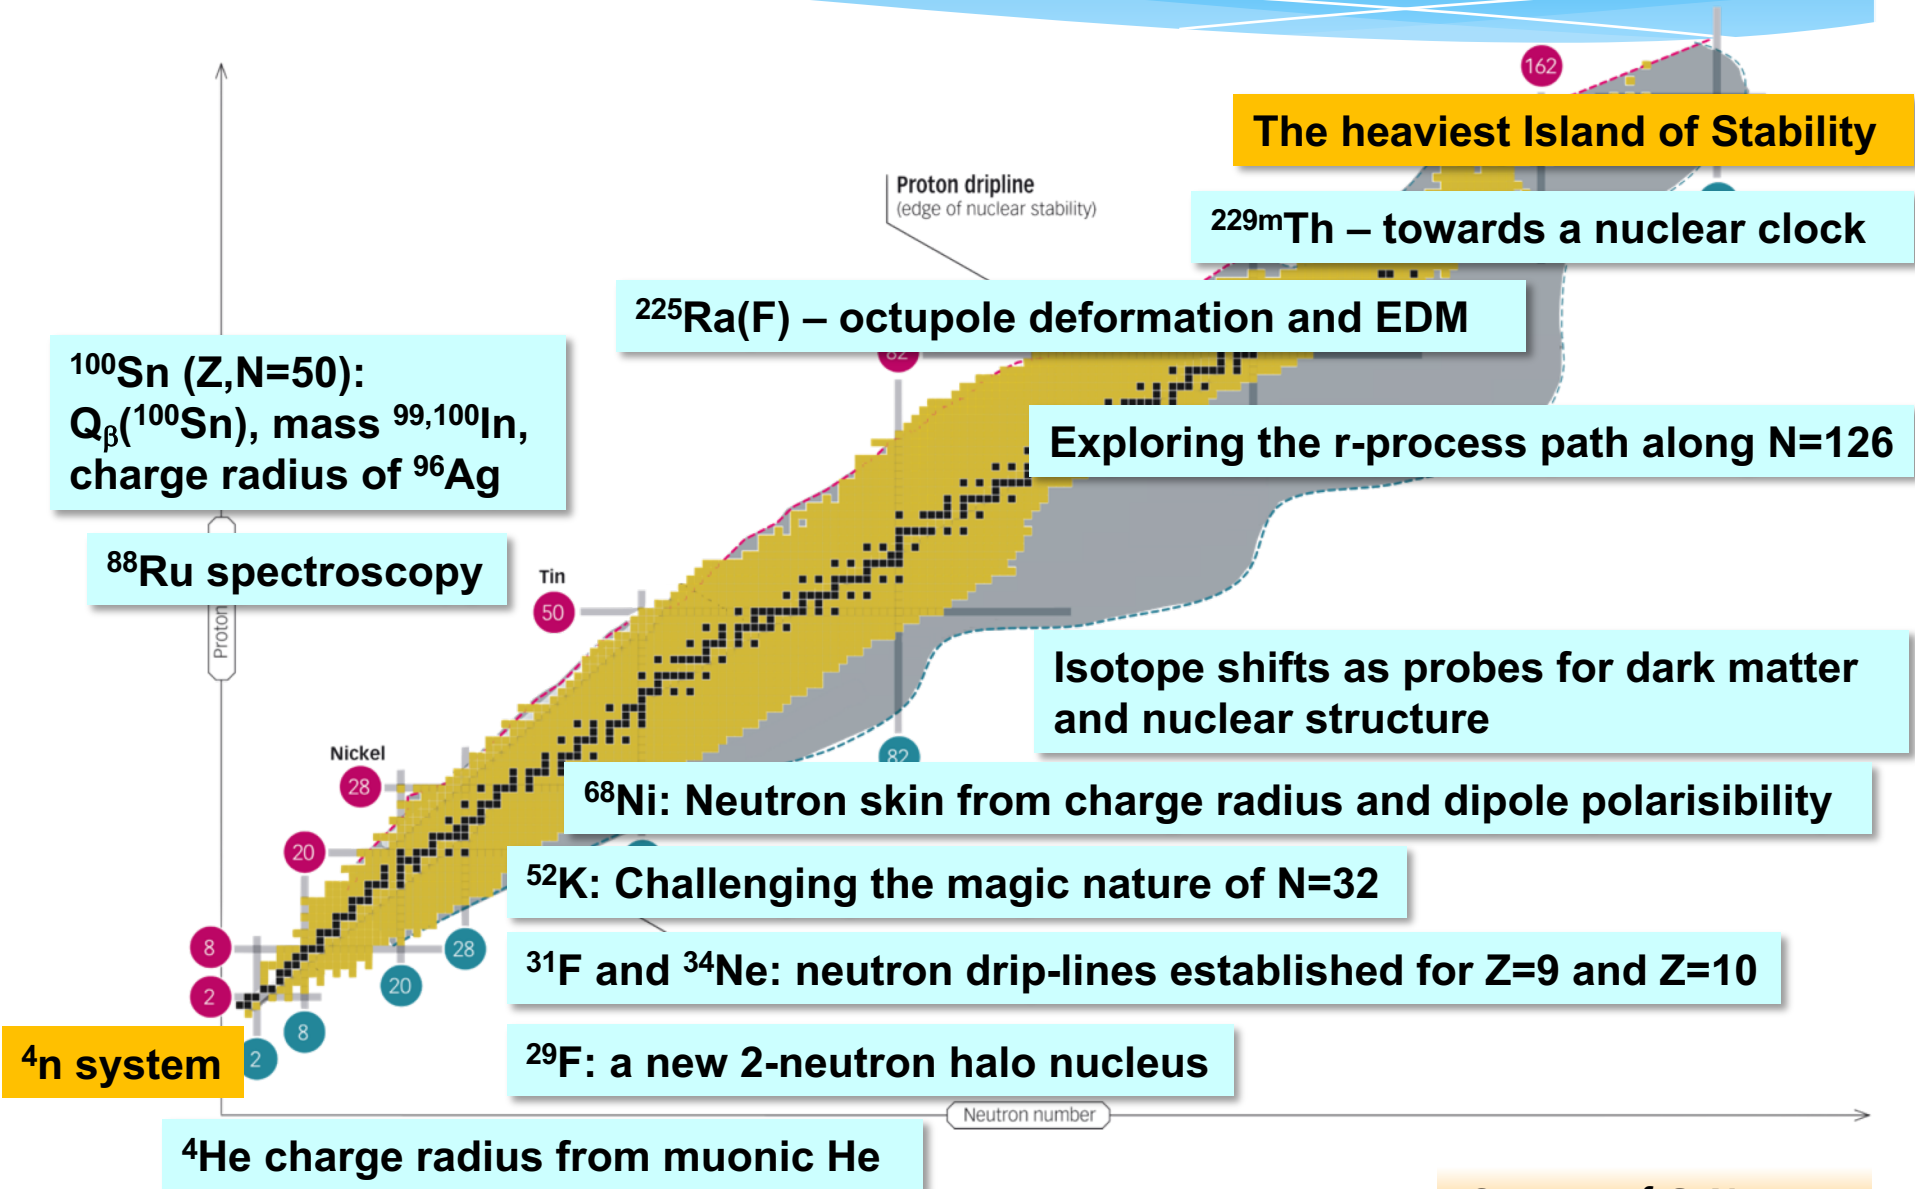 162
The heaviest Island of Stability
Proton dripline
(edge of nuclear stability)
²²⁹ᵐTh – towards a nuclear clock
²²⁵Ra(F) – octupole deformation and EDM
82
¹⁰⁰Sn (Z,N=50):
Qᵦ(¹⁰⁰Sn), mass ⁹⁹,¹⁰⁰In,
charge radius of ⁹⁶Ag
Exploring the r-process path along N=126
⁸⁸Ru spectroscopy
Tin
50
Proton
Isotope shifts as probes for dark matter
and nuclear structure
82
Nickel
28
⁶⁸Ni: Neutron skin from charge radius and dipole polarisibility
20
⁵²K: Challenging the magic nature of N=32
8
28
³¹F and ³⁴Ne: neutron drip-lines established for Z=9 and Z=10
2
20
8
⁴n system
2
²⁹F: a new 2-neutron halo nucleus
Neutron number
⁴He charge radius from muonic He